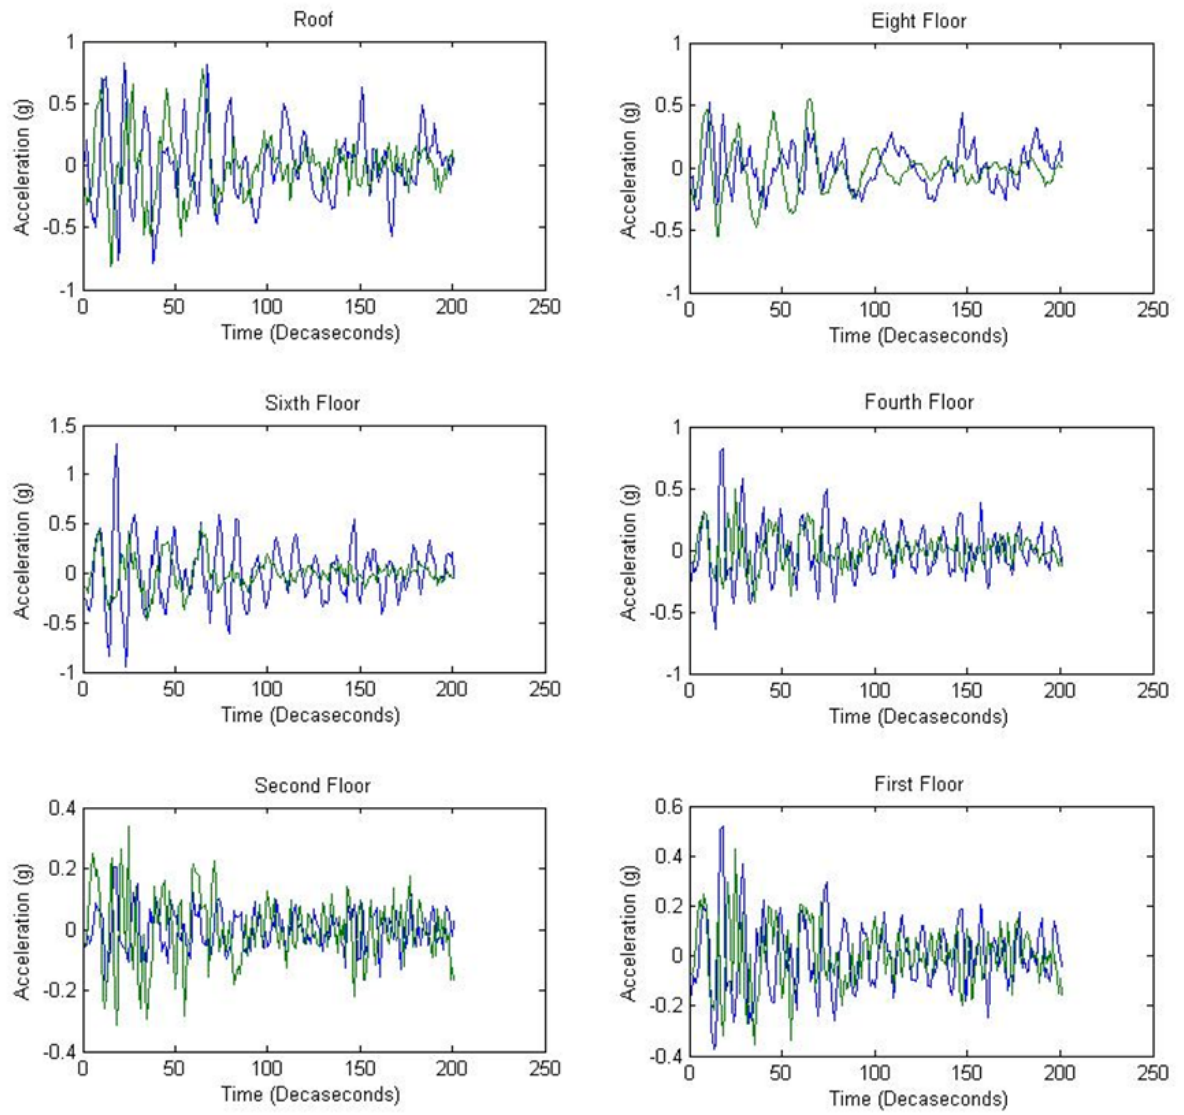 Roof
Acceleration (g)
1
0.5
0
-0.5
-1
0 50 100 150 200 250
Time (Decaseconds)
Eight Floor
Acceleration (g)
1
0.5
0
-0.5
-1
0 50 100 150 200 250
Time (Decaseconds)
Sixth Floor
Acceleration (g)
1.5
1
0.5
0
-0.5
-1
0 50 100 150 200 250
Time (Decaseconds)
Fourth Floor
Acceleration (g)
1
0.5
0
-0.5
-1
0 50 100 150 200 250
Time (Decaseconds)
Second Floor
Acceleration (g)
0.4
0.2
0
-0.2
-0.4
0 50 100 150 200 250
Time (Decaseconds)
First Floor
Acceleration (g)
0.6
0.4
0.2
0
-0.2
-0.4
0 50 100 150 200 250
Time (Decaseconds)